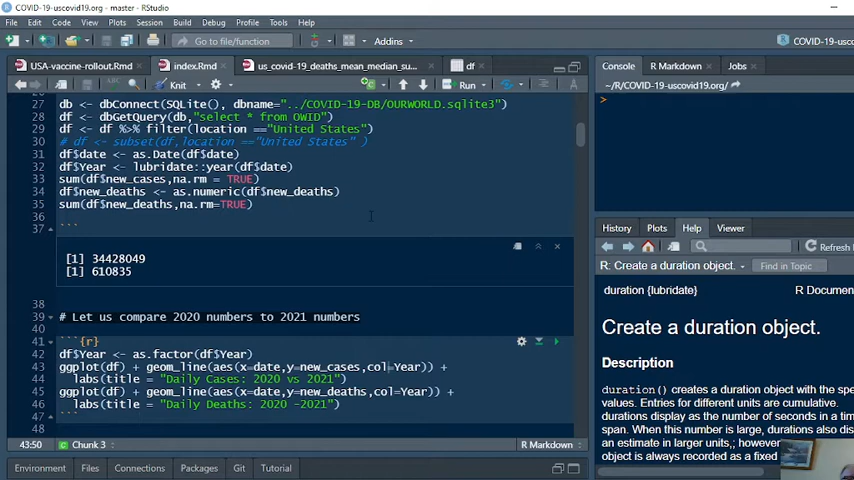 COVID-19-uscovid19.org - master - RStudio
File Edit Code View Plots Session Build Debug Profile Tools Help
Go to file/function Addins COVID-19-uscovid19.
USA-vaccine-rollout.Rmd index.Rmd us_covid-19_deaths_mean_median_su... df
Knit Run
27 db <- dbConnect(SQLite(), dbname="../COVID-19-DB/OURWORLD.sqlite3")
28 df <- dbGetQuery(db,"select * from OWID")
29 df <- df %>% filter(location =="United States")
30 # df <- subset(df,location =="United States" )
31 df$date <- as.Date(df$date)
32 df$Year <- lubridate::year(df$date)
33 sum(df$new_cases,na.rm = TRUE)
34 df$new_deaths <- as.numeric(df$new_deaths)
35 sum(df$new_deaths,na.rm=TRUE)
36
37 ```
[1] 34428049
[1] 610835
38
39 # Let us compare 2020 numbers to 2021 numbers
40
41 ```{r}
42 df$Year <- as.factor(df$Year)
43 ggplot(df) + geom_line(aes(x=date,y=new_cases,col=Year)) +
44 labs(title = "Daily Cases: 2020 vs 2021")
45 ggplot(df) + geom_line(aes(x=date,y=new_deaths,col=Year)) +
46 labs(title = "Daily Deaths: 2020 -2021")
47 ```
48
43:50 Chunk 3 R Markdown
Environment Files Connections Packages Git Tutorial
Console R Markdown Jobs
~/R/COVID-19-uscovid19.org/
>
History Plots Help Viewer
Refresh
R: Create a duration object. Find in Topic
duration {lubridate} R Documen
Create a duration object.
Description
duration() creates a duration object with the spe
values. Entries for different units are cumulative.
durations display as the number of seconds in a tim
span. When this number is large, durations also dis
an estimate in larger units,; however
object is always recorded as a fixed